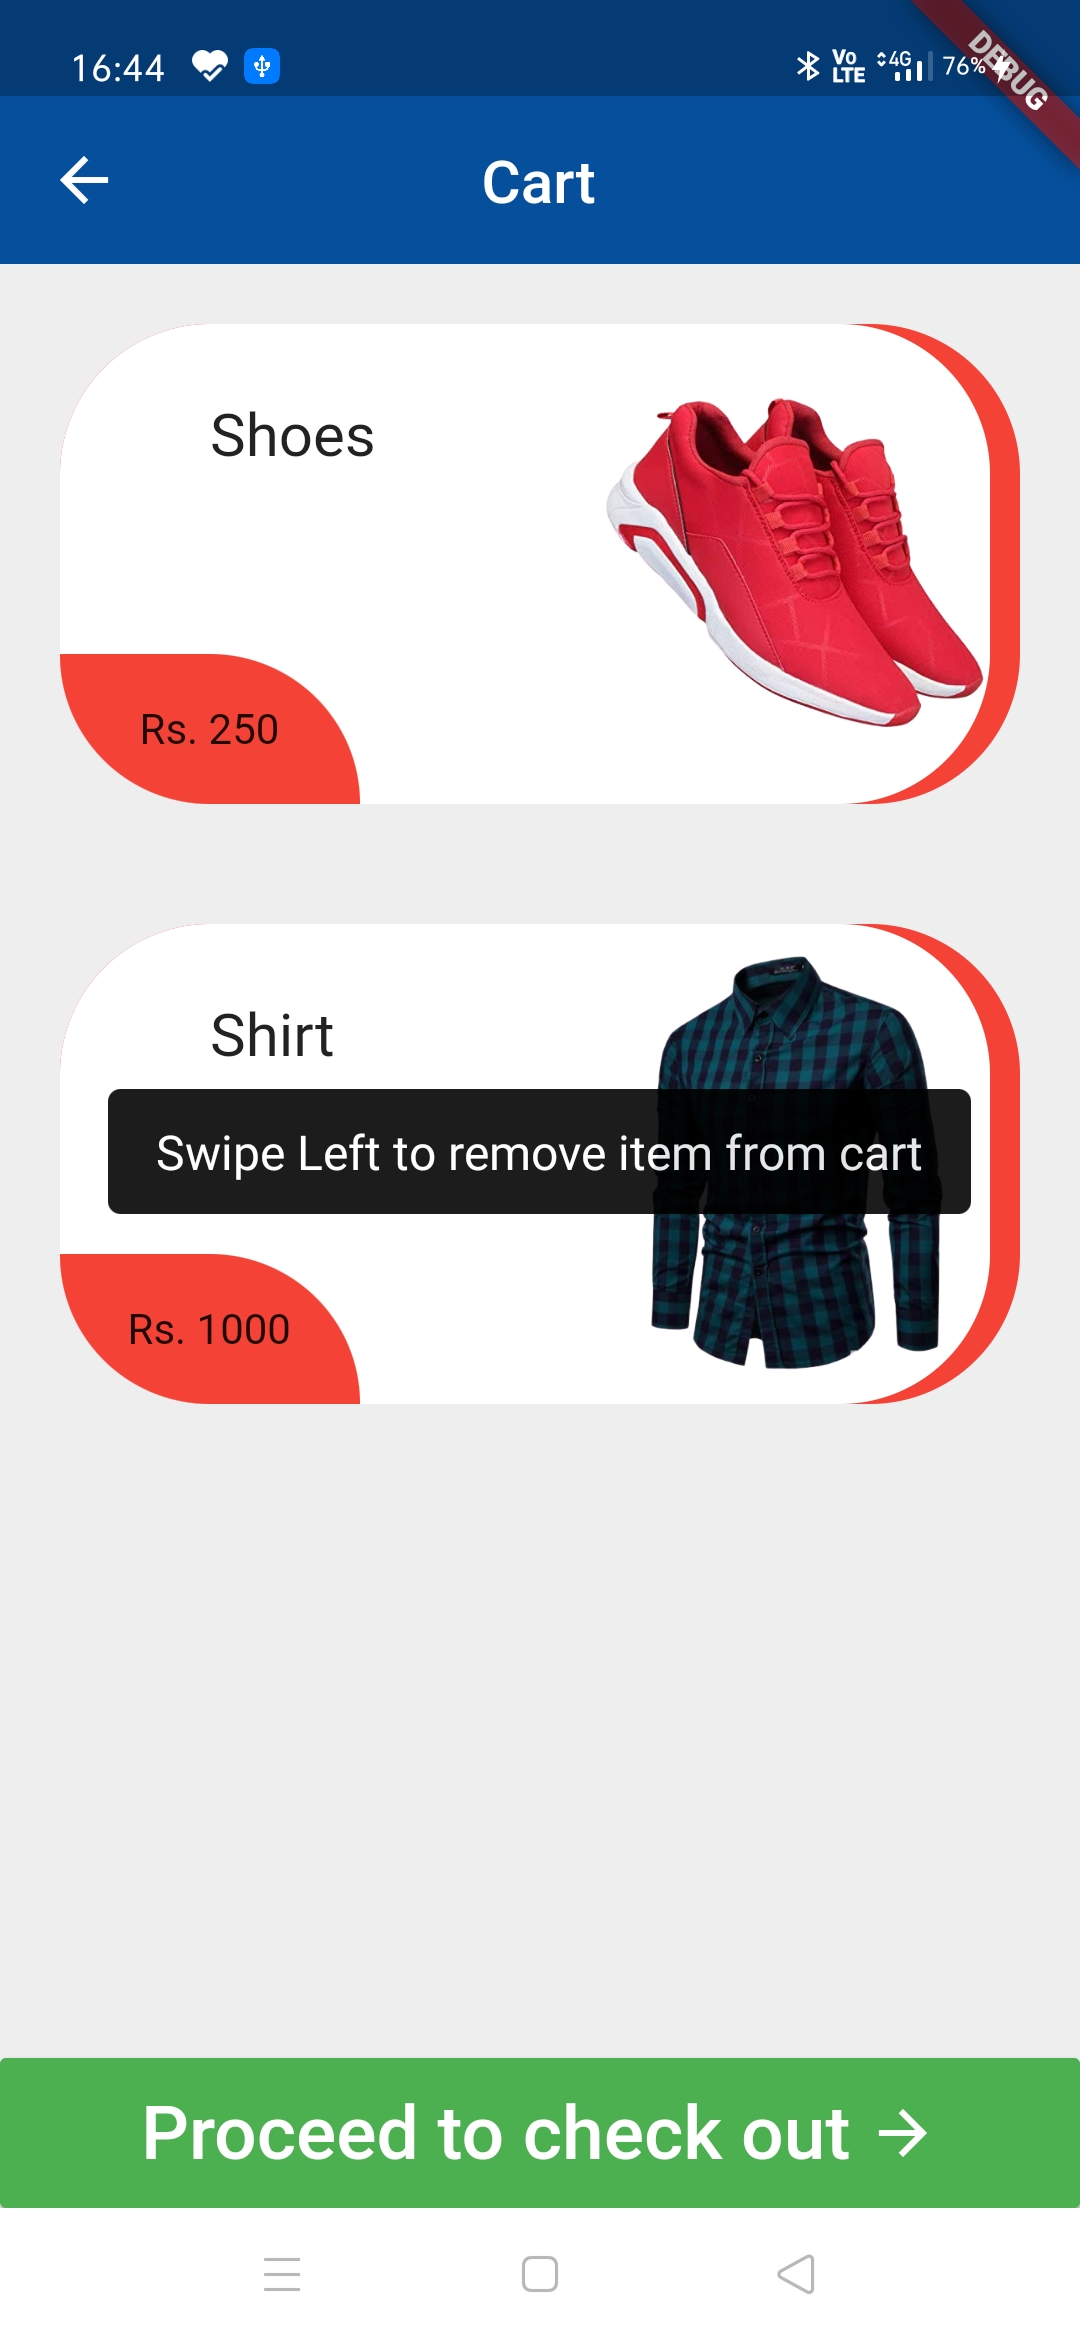 16:44
Vo
LTE
4G
76%
DEBUG
Cart
Shoes
Rs. 250
Shirt
Swipe Left to remove item from cart
Rs. 1000
Proceed to check out